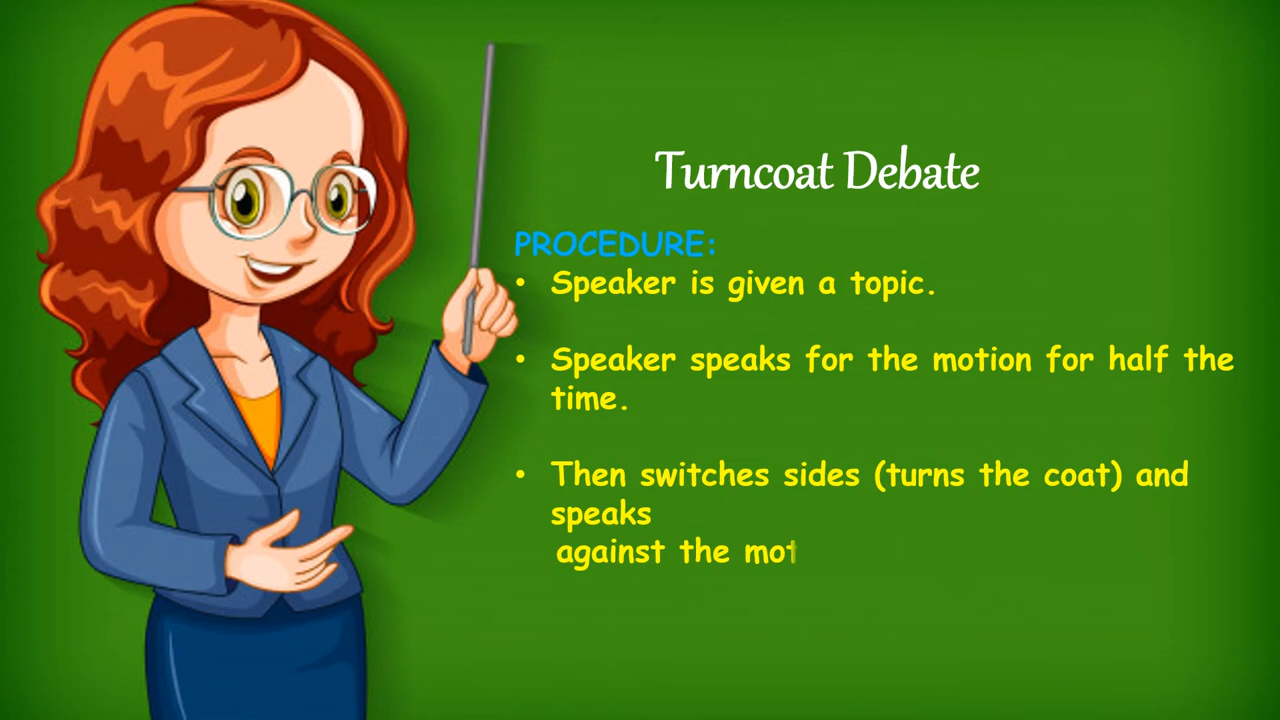 Turncoat Debate
PROCEDURE:
• Speaker is given a topic.
• Speaker speaks for the motion for half the
time.
• Then switches sides (turns the coat) and
speaks
against the mot